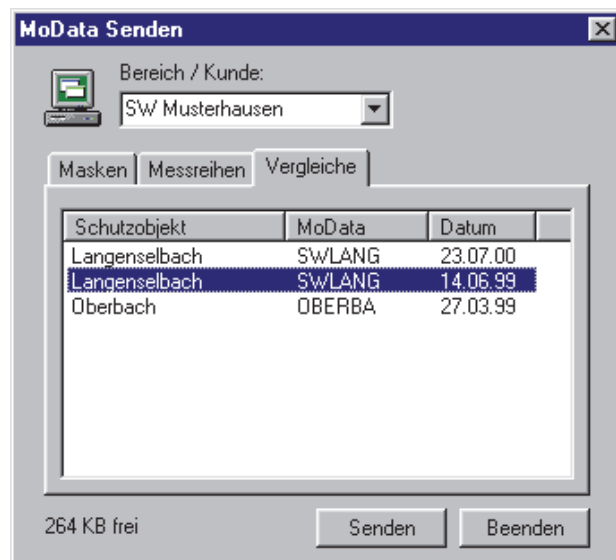 MoData Senden
Bereich / Kunde:
SW Musterhausen
Masken Messreihen Vergleiche
Schutzobjekt MoData Datum
Langenselbach SWLANG 23.07.00
Langenselbach SWLANG 14.06.99
Oberbach OBERBA 27.03.99
264 KB frei Senden Beenden